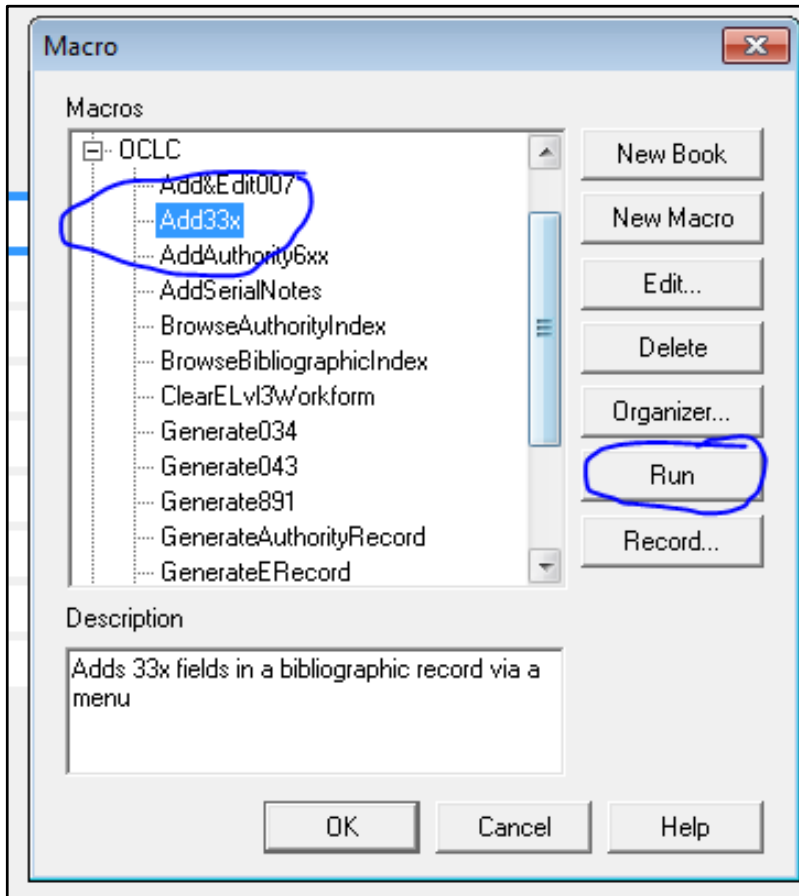 Macro
Macros
OCLC
Add&Edit007
Add33x
AddAuthority6xx
AddSerialNotes
BrowseAuthorityIndex
BrowseBibliographicIndex
ClearELvl3Workform
Generate034
Generate043
Generate891
GenerateAuthorityRecord
GenerateERecord
New Book
New Macro
Edit...
Delete
Organizer...
Run
Record...
Description
Adds 33x fields in a bibliographic record via a
menu
OK
Cancel
Help